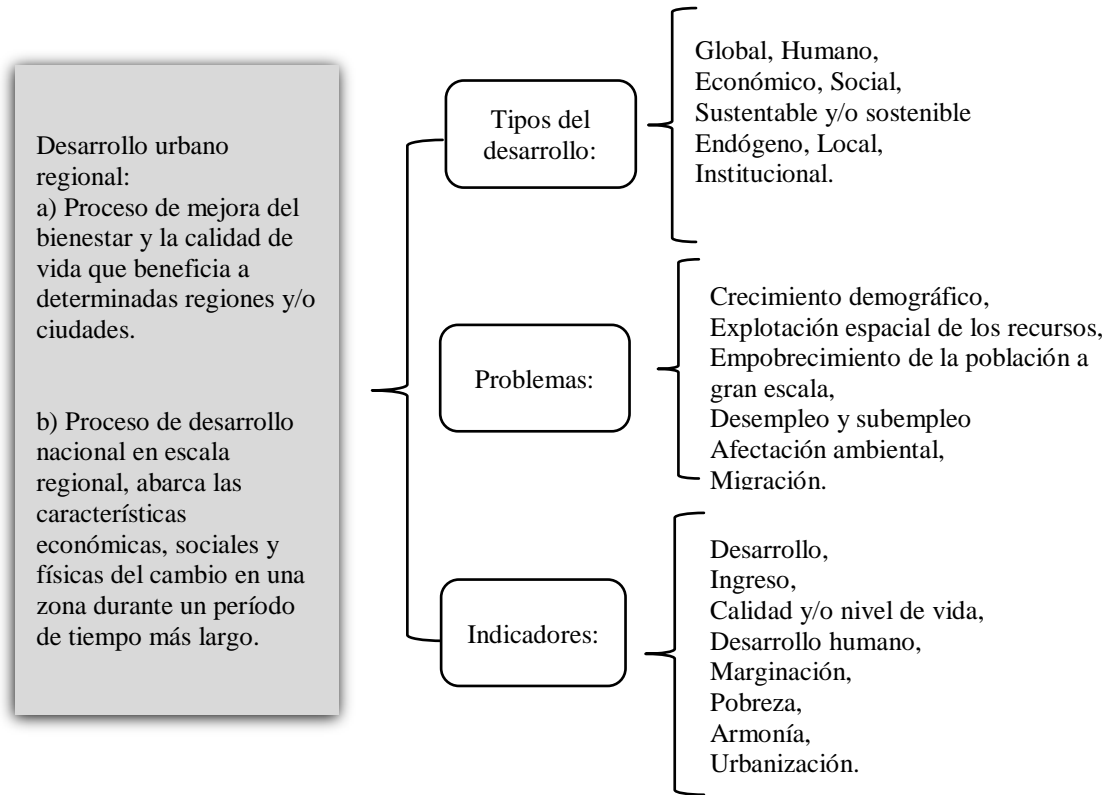 Desarrollo urbano
regional:
a) Proceso de mejora del
bienestar y la calidad de
vida que beneficia a
determinadas regiones y/o
ciudades.
b) Proceso de desarrollo
nacional en escala
regional, abarca las
características
económicas, sociales y
físicas del cambio en una
zona durante un período
de tiempo más largo.
Tipos del
desarrollo:
Global, Humano,
Económico, Social,
Sustentable y/o sostenible
Endógeno, Local,
Institucional.
Problemas:
Crecimiento demográfico,
Explotación espacial de los recursos,
Empobrecimiento de la población a
gran escala,
Desempleo y subempleo
Afectación ambiental,
Migración.
Indicadores:
Desarrollo,
Ingreso,
Calidad y/o nivel de vida,
Desarrollo humano,
Marginación,
Pobreza,
Armonía,
Urbanización.